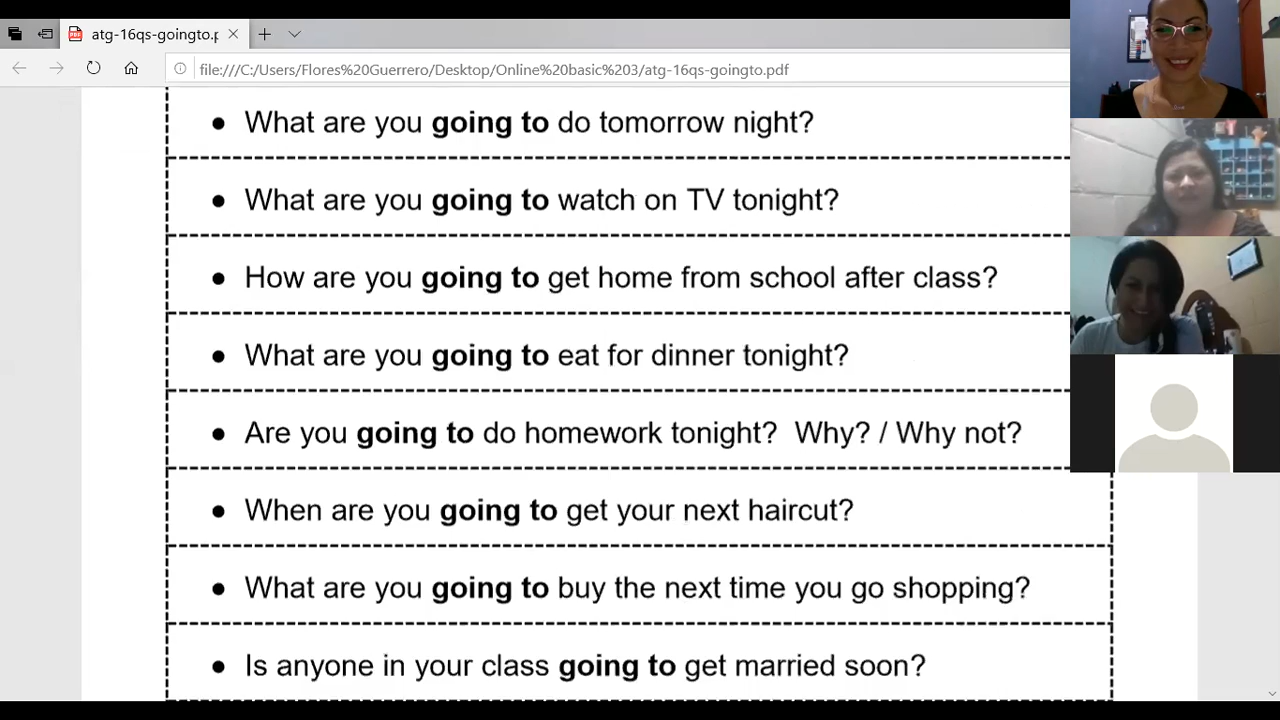 atg-16qs-goingto.p
file:///C:/Users/Flores%20Guerrero/Desktop/Online%20basic%203/atg-16qs-goingto.pdf
• What are you going to do tomorrow night?
• What are you going to watch on TV tonight?
• How are you going to get home from school after class?
• What are you going to eat for dinner tonight?
• Are you going to do homework tonight? Why? / Why not?
• When are you going to get your next haircut?
• What are you going to buy the next time you go shopping?
• Is anyone in your class going to get married soon?